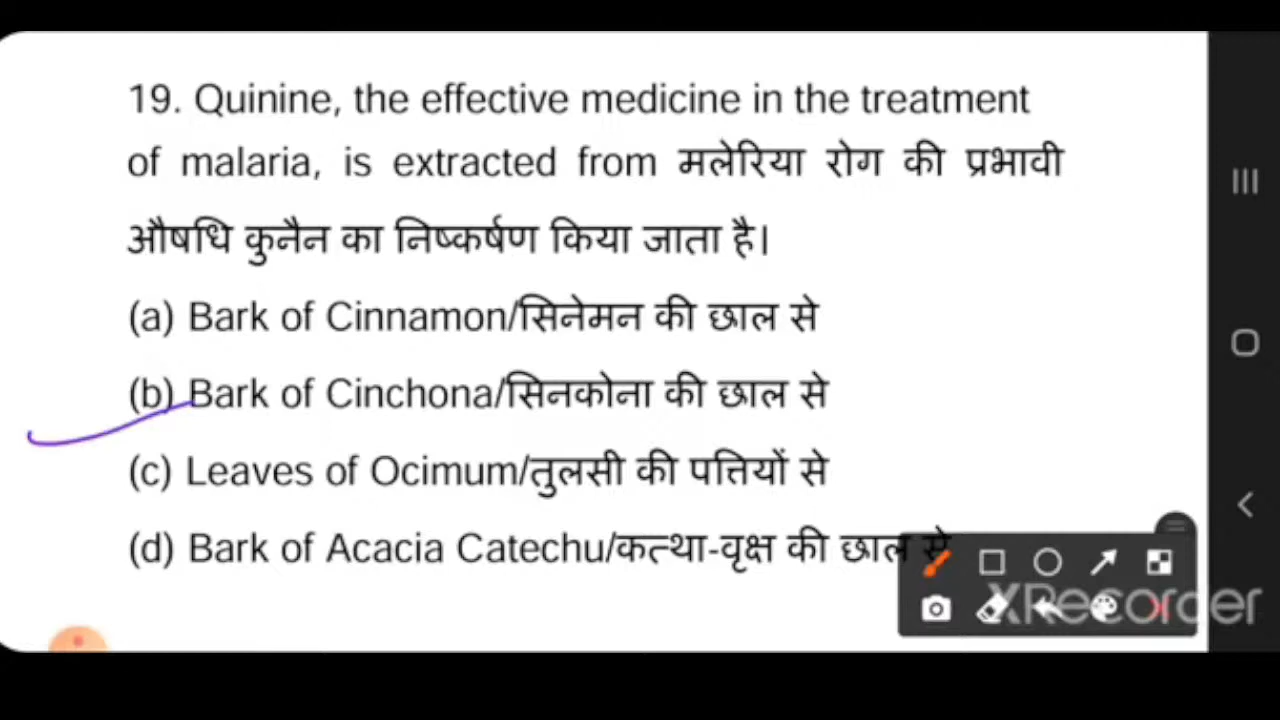 19. Quinine, the effective medicine in the treatment
of malaria, is extracted from मलेरिया रोग की प्रभावी
औषधि कुनैन का निष्कर्षण किया जाता है।
(a) Bark of Cinnamon/सिनेमन की छाल से
(b) Bark of Cinchona/सिनकोना की छाल से
(c) Leaves of Ocimum/तुलसी की पत्तियों से
(d) Bark of Acacia Catechu/कत्था-वृक्ष की छाल से
XRecorder